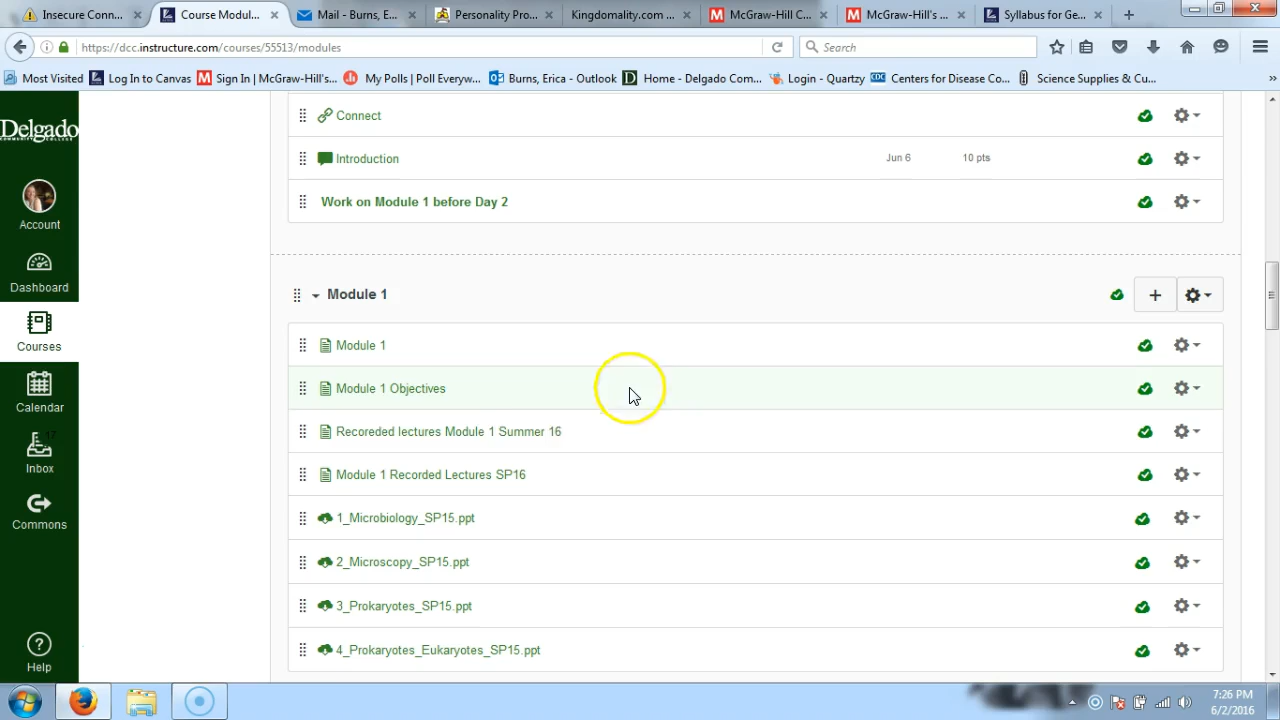 Insecure Conn...
Course Modul...
Mail - Burns, E...
Personality Pro...
Kingdomality.com ...
McGraw-Hill C...
McGraw-Hill's ...
Syllabus for Ge...
https://dcc.instructure.com/courses/55513/modules
Search
Most Visited
Log In to Canvas
Sign In | McGraw-Hill's...
My Polls | Poll Everyw...
Burns, Erica - Outlook
Home - Delgado Com...
Login - Quartzy
CDC
Centers for Disease Co...
Science Supplies & Cu...
Delgado
COMMUNITY COLLEGE
Account
Dashboard
Courses
Calendar
17
Inbox
Commons
Help
Connect
Introduction
Jun 6
10 pts
Work on Module 1 before Day 2
Module 1
Module 1
Module 1 Objectives
Recoreded lectures Module 1 Summer 16
Module 1 Recorded Lectures SP16
1_Microbiology_SP15.ppt
2_Microscopy_SP15.ppt
3_Prokaryotes_SP15.ppt
4_Prokaryotes_Eukaryotes_SP15.ppt
7:26 PM
6/2/2016